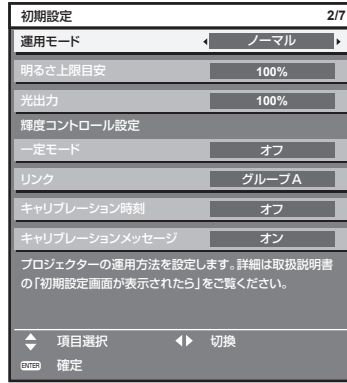 初期設定 2/7
運用モード ノーマル
明るさ上限目安 100%
光出力 100%
輝度コントロール設定
一定モード オフ
リンク グループA
キャリブレーション時刻 オフ
キャリブレーションメッセージ オン
プロジェクターの運用方法を設定します。詳細は取扱説明書
の「初期設定画面が表示されたら」をご覧ください。
項目選択 切換
ENTER 確定